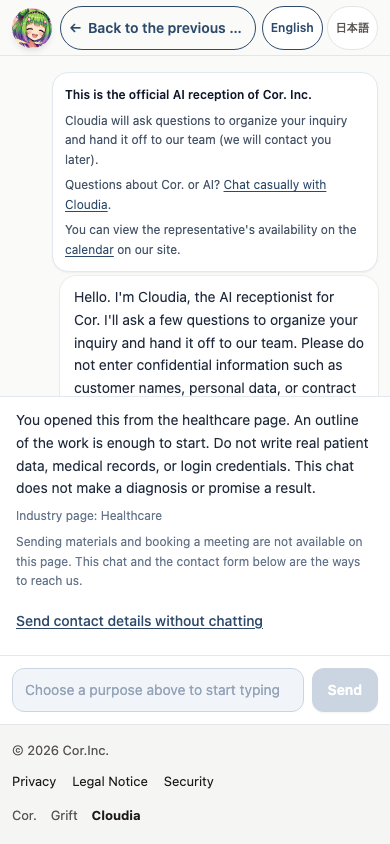 ← Back to the previous ...
English
日本語
This is the official AI reception of Cor. Inc.
Cloudia will ask questions to organize your inquiry
and hand it off to our team (we will contact you
later).
Questions about Cor. or AI? Chat casually with
Cloudia.
You can view the representative's availability on the
calendar on our site.
Hello. I'm Cloudia, the AI receptionist for
Cor. I'll ask a few questions to organize your
inquiry and hand it off to our team. Please do
not enter confidential information such as
customer names, personal data, or contract
You opened this from the healthcare page. An outline
of the work is enough to start. Do not write real patient
data, medical records, or login credentials. This chat
does not make a diagnosis or promise a result.
Industry page: Healthcare
Sending materials and booking a meeting are not available on
this page. This chat and the contact form below are the ways
to reach us.
Send contact details without chatting
Choose a purpose above to start typing
Send
© 2026 Cor.Inc.
Privacy Legal Notice Security
Cor. Grift Cloudia